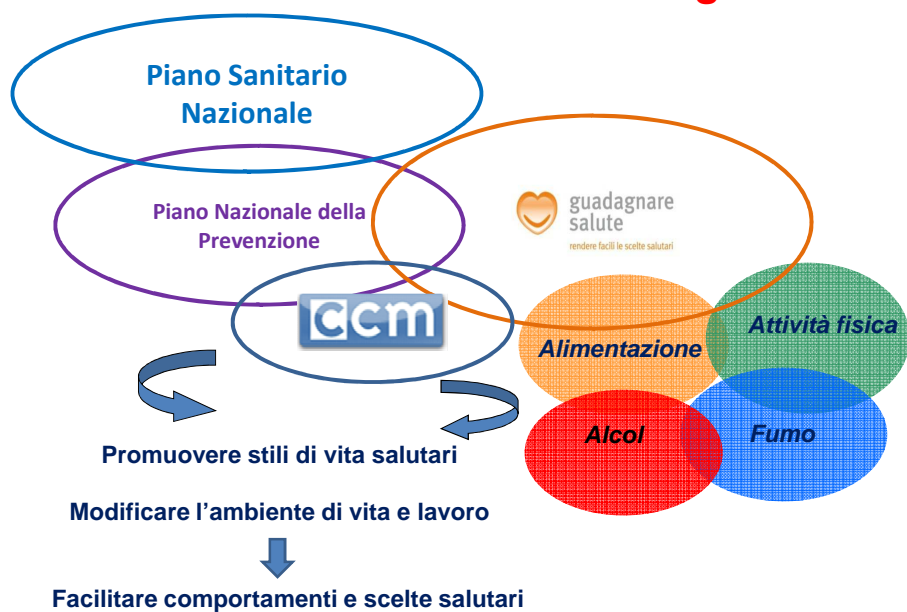 Piano Sanitario
Nazionale
Piano Nazionale della
Prevenzione
guadagnare
salute
rendere facili le scelte salutari
ccm
Alimentazione
Attività fisica
Alcol
Fumo
Promuovere stili di vita salutari
Modificare l’ambiente di vita e lavoro
Facilitare comportamenti e scelte salutari